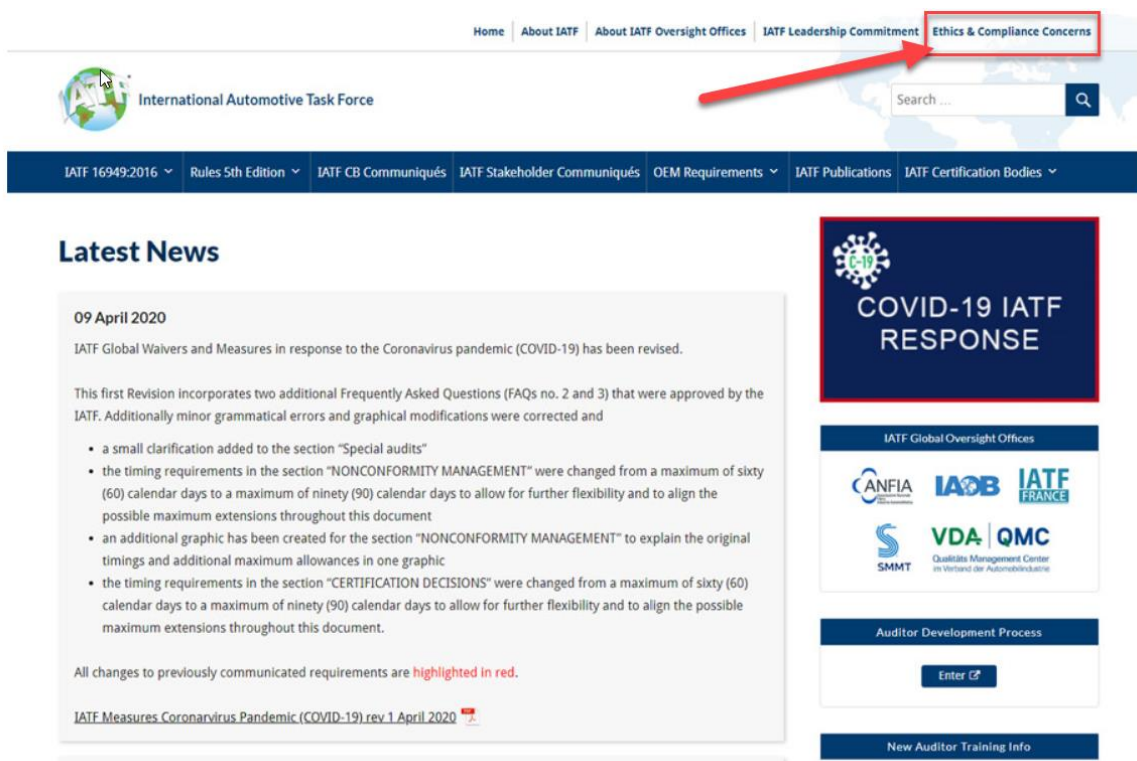 Home About IATF About IATF Oversight Offices IATF Leadership Commitment Ethics & Compliance Concerns
IATF
International Automotive Task Force
Search ...
IATF 16949:2016 Rules 5th Edition IATF CB Communiqués IATF Stakeholder Communiqués OEM Requirements IATF Publications IATF Certification Bodies
Latest News
09 April 2020
IATF Global Waivers and Measures in response to the Coronavirus pandemic (COVID-19) has been revised.
This first Revision incorporates two additional Frequently Asked Questions (FAQs no. 2 and 3) that were approved by the
IATF. Additionally minor grammatical errors and graphical modifications were corrected and
• a small clarification added to the section "Special audits"
• the timing requirements in the section "NONCONFORMITY MANAGEMENT" were changed from a maximum of sixty
(60) calendar days to a maximum of ninety (90) calendar days to allow for further flexibility and to align the
possible maximum extensions throughout this document
• an additional graphic has been created for the section "NONCONFORMITY MANAGEMENT" to explain the original
timings and additional maximum allowances in one graphic
• the timing requirements in the section "CERTIFICATION DECISIONS" were changed from a maximum of sixty (60)
calendar days to a maximum of ninety (90) calendar days to allow for further flexibility and to align the possible
maximum extensions throughout this document.
All changes to previously communicated requirements are highlighted in red.
IATF Measures Coronarvirus Pandemic (COVID-19) rev 1 April 2020
C-19
COVID-19 IATF
RESPONSE
IATF Global Oversight Offices
ANFIA IAOB IATF
FRANCE
SMMT
VDA QMC
Qualitäts Management Center
im Verband der Automobilindustrie
Auditor Development Process
Enter
New Auditor Training Info